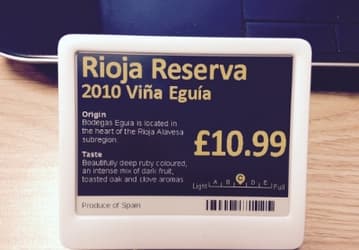 Rioja Reserva
2010 Viña Eguía
Origin
Bodegas Eguia is located in
the heart of the Rioja Alavesa
subregion.
£10.99
Taste
Beautifully deep ruby coloured,
an intense mix of dark fruit,
toasted oak and clove aromas
Light A B C D E Full
Produce of Spain